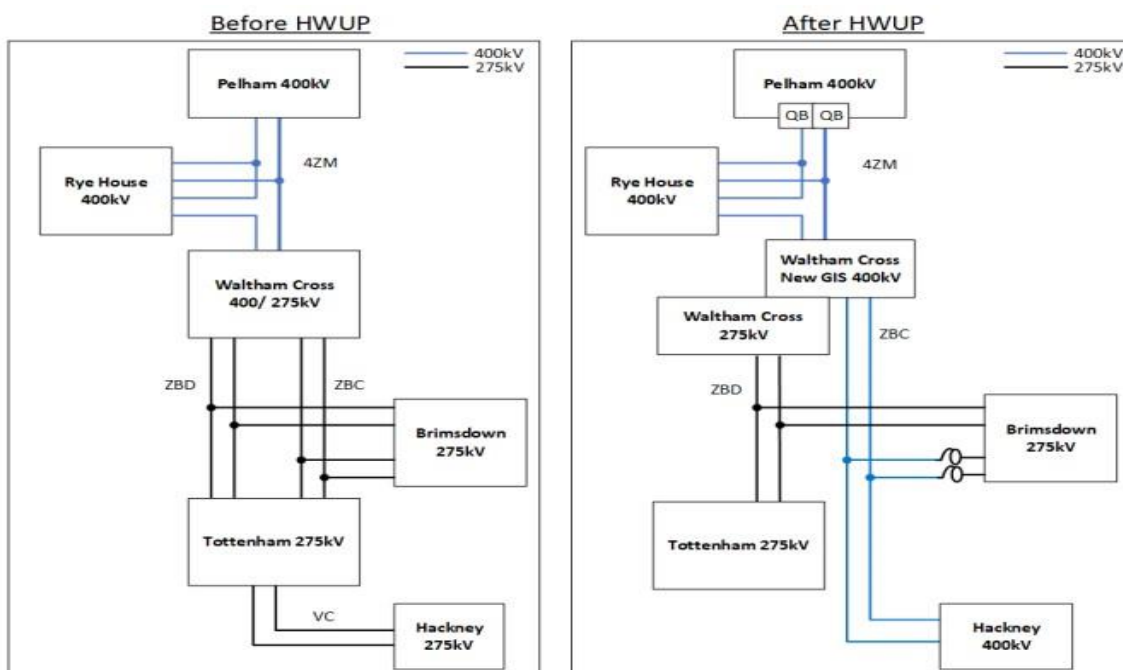 Before HWUP
400kV
275kV
Pelham 400kV
4ZM
Rye House
400kV
Waltham Cross
400/ 275kV
ZBD
ZBC
Brimsdown
275kV
Tottenham 275kV
VC
Hackney
275kV
After HWUP
400kV
275kV
Pelham 400kV
QB QB
4ZM
Rye House
400kV
Waltham Cross
New GIS 400kV
Waltham Cross
275kV
ZBC
ZBD
Brimsdown
275kV
Tottenham 275kV
Hackney
400kV